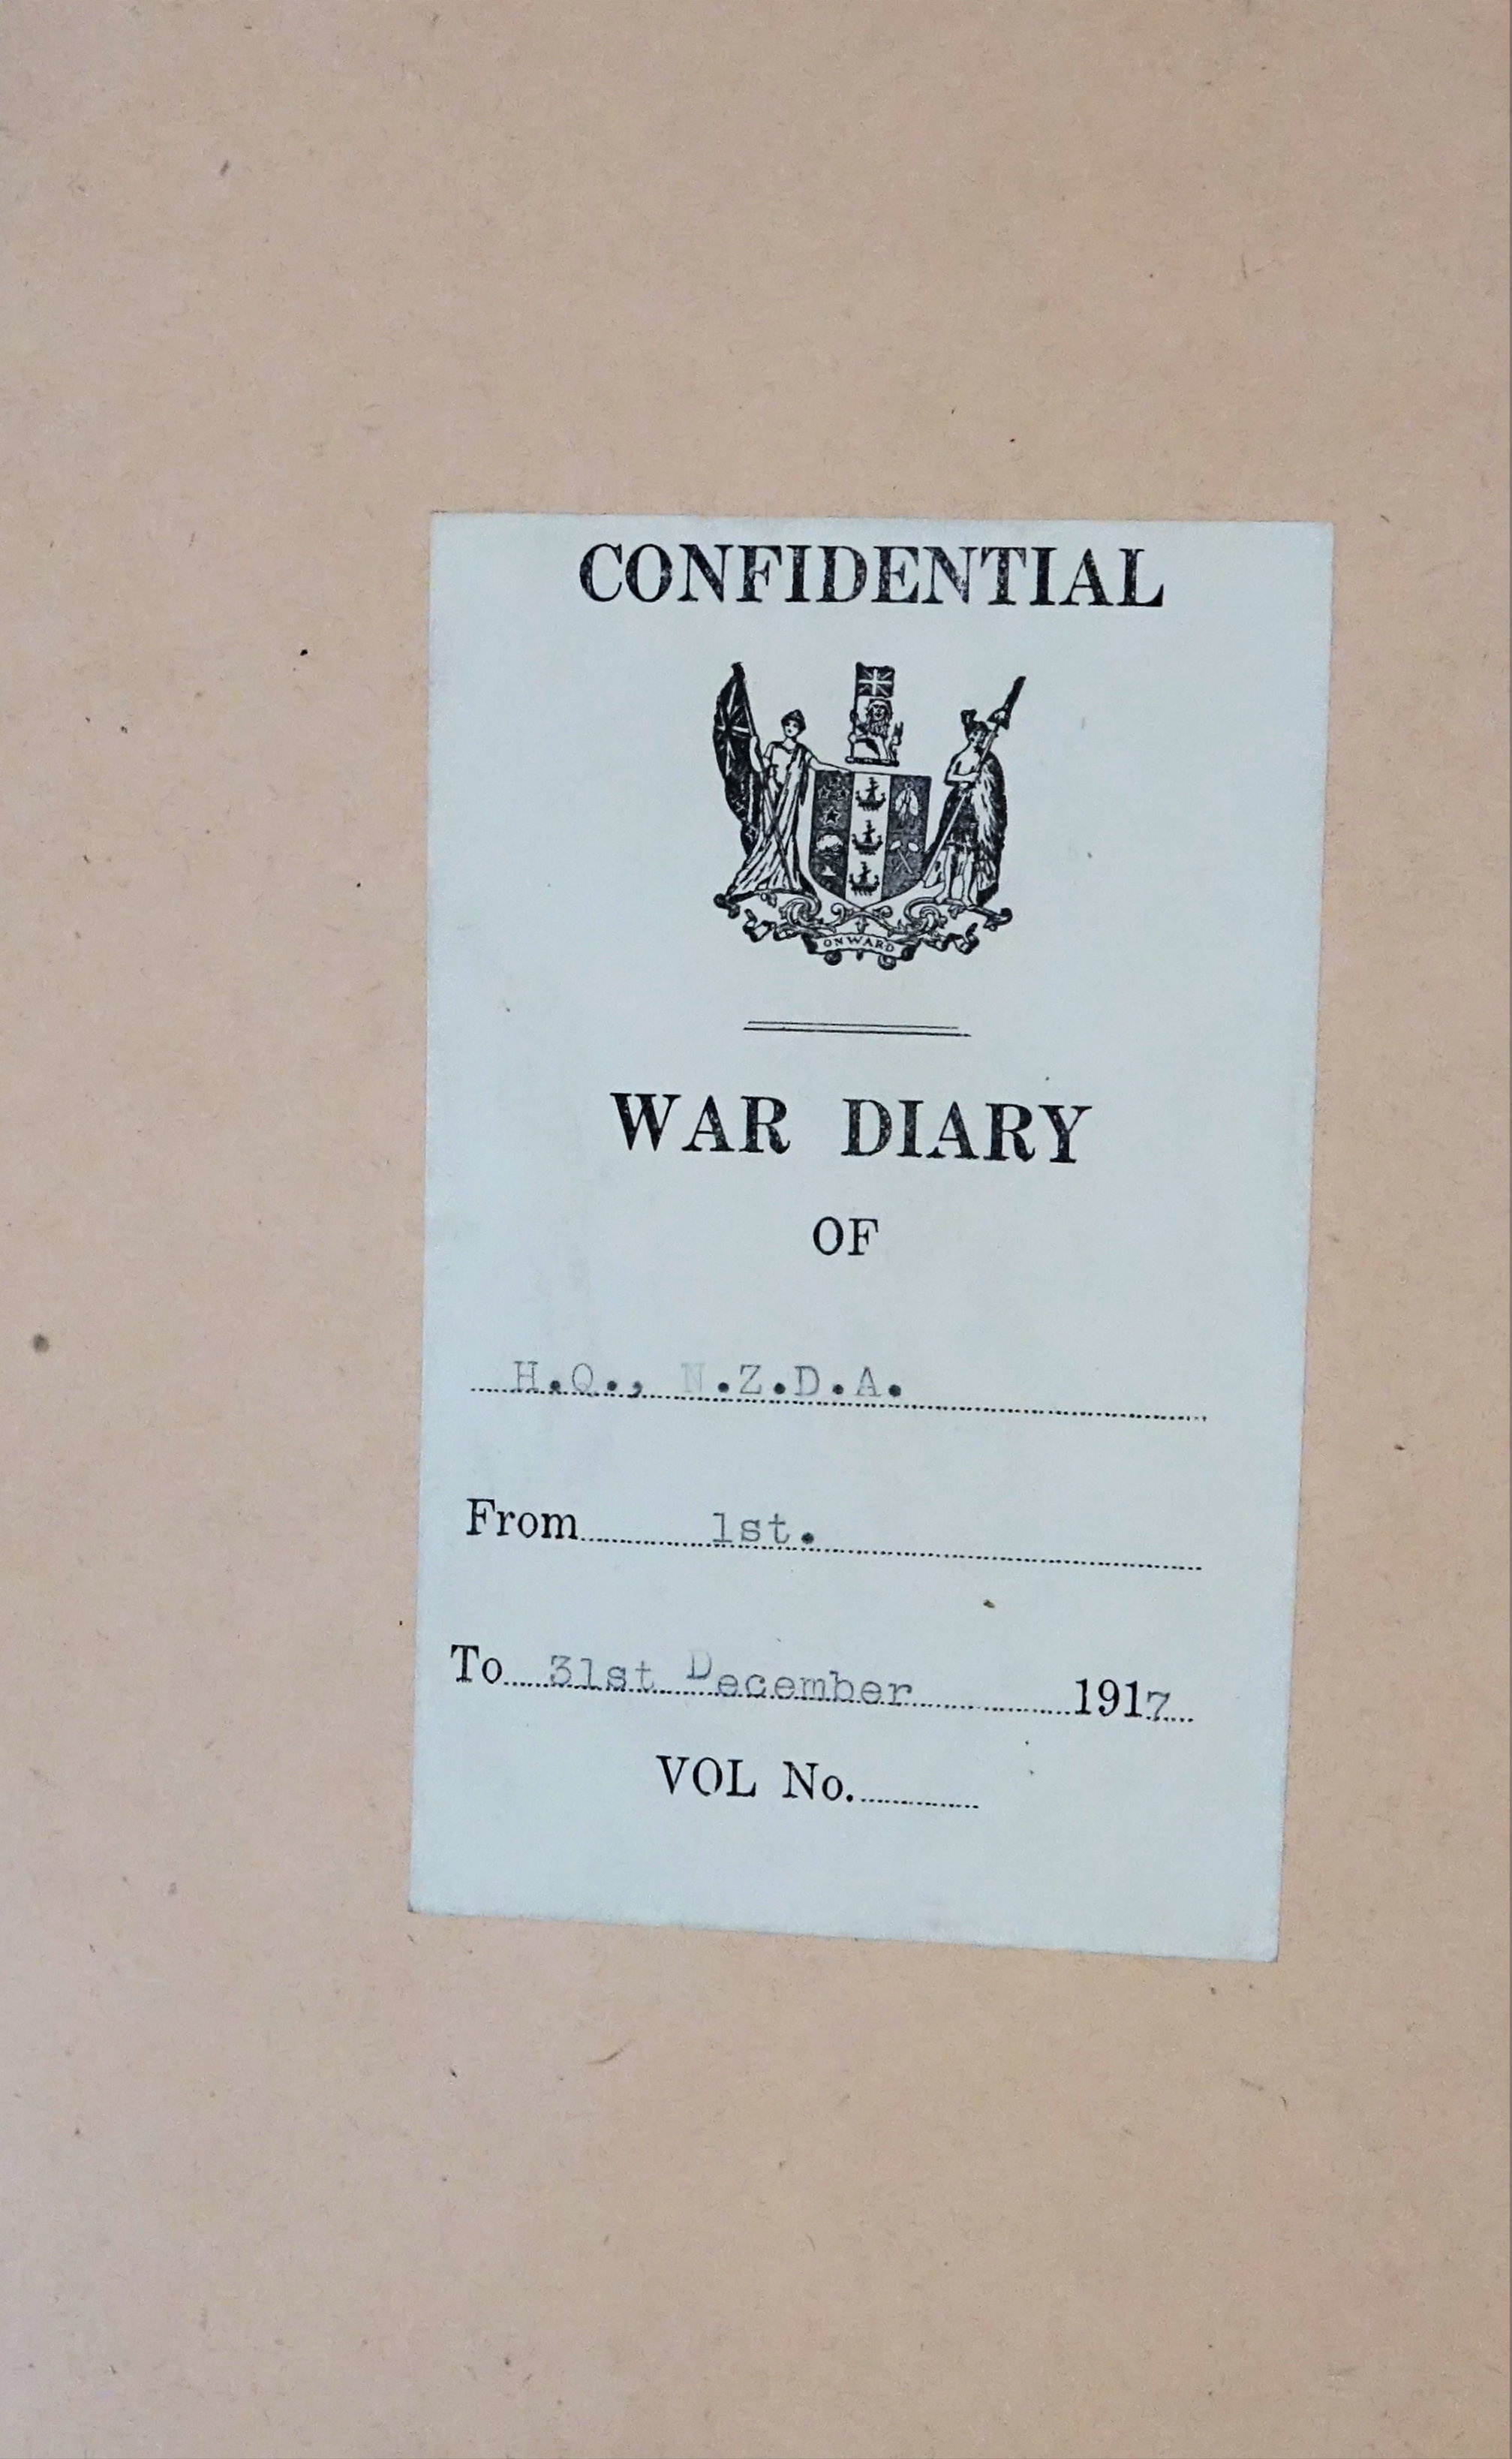 CONFIDENTIAL
ONWARD
WAR DIARY
OF
H.Q., N.Z.D.A.
From 1st.
To 31st December 1917
VOL No.